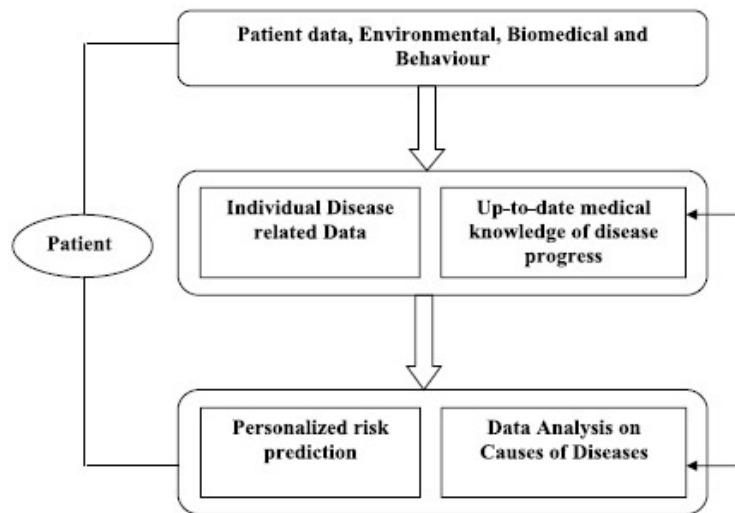 Patient data, Environmental, Biomedical and
Behaviour
Individual Disease
related Data
Up-to-date medical
knowledge of disease
progress
Patient
Personalized risk
prediction
Data Analysis on
Causes of Diseases